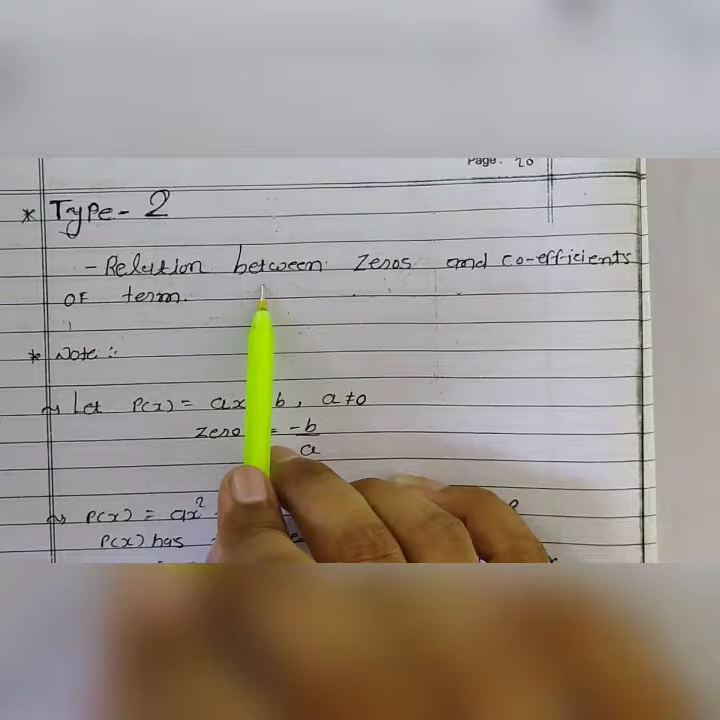 Page: 20
* Type-2
- Relation between zeros and co-efficients
of term.
* Note :-
~ Let P(x) = ax b, a≠0
zero = -b/a
~ P(x) = ax²
P(x) has